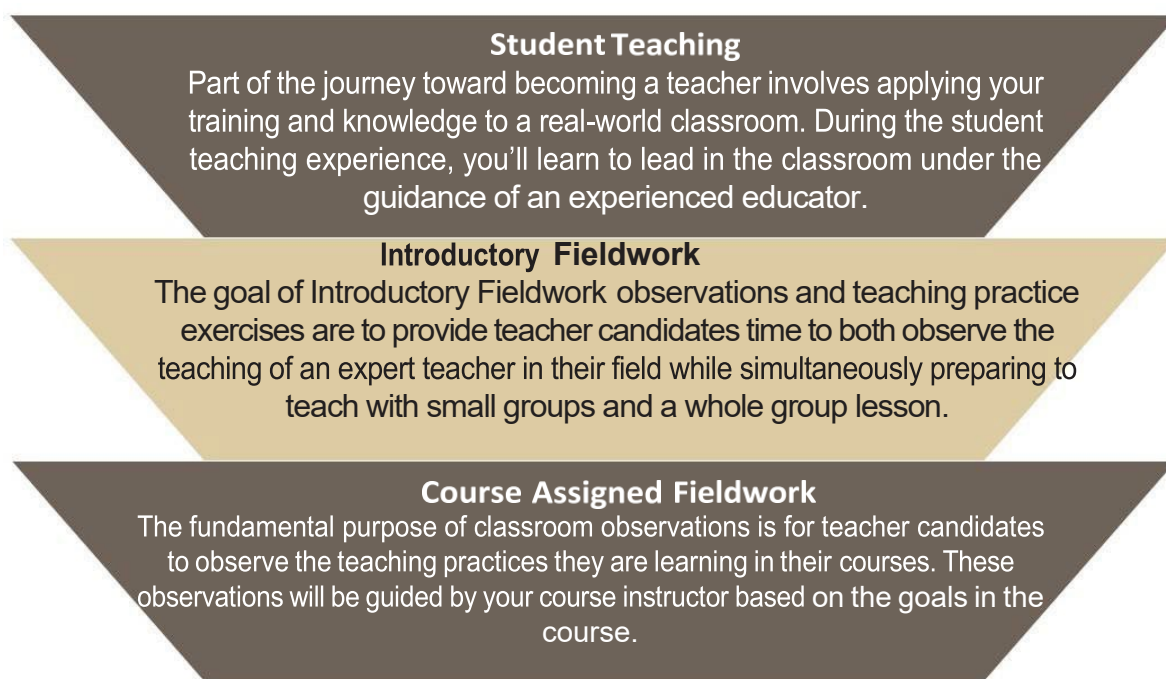 Student Teaching
Part of the journey toward becoming a teacher involves applying your
training and knowledge to a real-world classroom. During the student
teaching experience, you’ll learn to lead in the classroom under the
guidance of an experienced educator.
Introductory Fieldwork
The goal of Introductory Fieldwork observations and teaching practice
exercises are to provide teacher candidates time to both observe the
teaching of an expert teacher in their field while simultaneously preparing to
teach with small groups and a whole group lesson.
Course Assigned Fieldwork
The fundamental purpose of classroom observations is for teacher candidates
to observe the teaching practices they are learning in their courses. These
observations will be guided by your course instructor based on the goals in the
course.